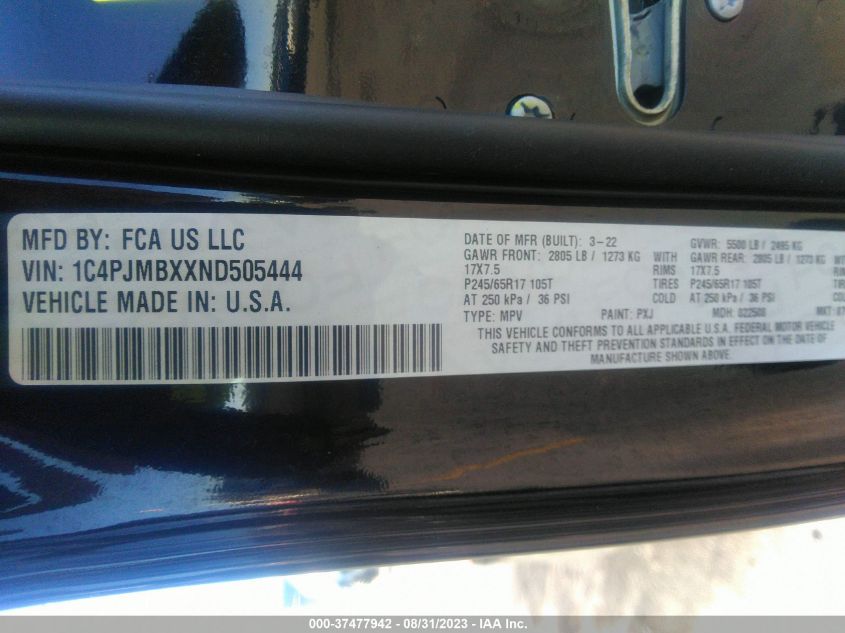 MFD BY: FCA US LLC
VIN: 1C4PJMBXXND505444
VEHICLE MADE IN: U.S.A.
DATE OF MFR (BUILT): 3-22 GVWR: 5500 LB / 2495 KG
GAWR FRONT: 2805 LB / 1273 KG WITH GAWR REAR: 2805 LB / 1273 KG WITH
17X7.5 RIMS 17X7.5
P245/65R17 105T TIRES P245/65R17 105T
AT 250 kPa / 36 PSI COLD AT 250 kPa / 36 PSI
TYPE: MPV PAINT: PXJ MDH: 022508 MKT:
THIS VEHICLE CONFORMS TO ALL APPLICABLE U.S.A. FEDERAL MOTOR VEHICLE
SAFETY AND THEFT PREVENTION STANDARDS IN EFFECT ON THE DATE OF
MANUFACTURE SHOWN ABOVE.
000-37477942 - 08/31/2023 - IAA Inc.